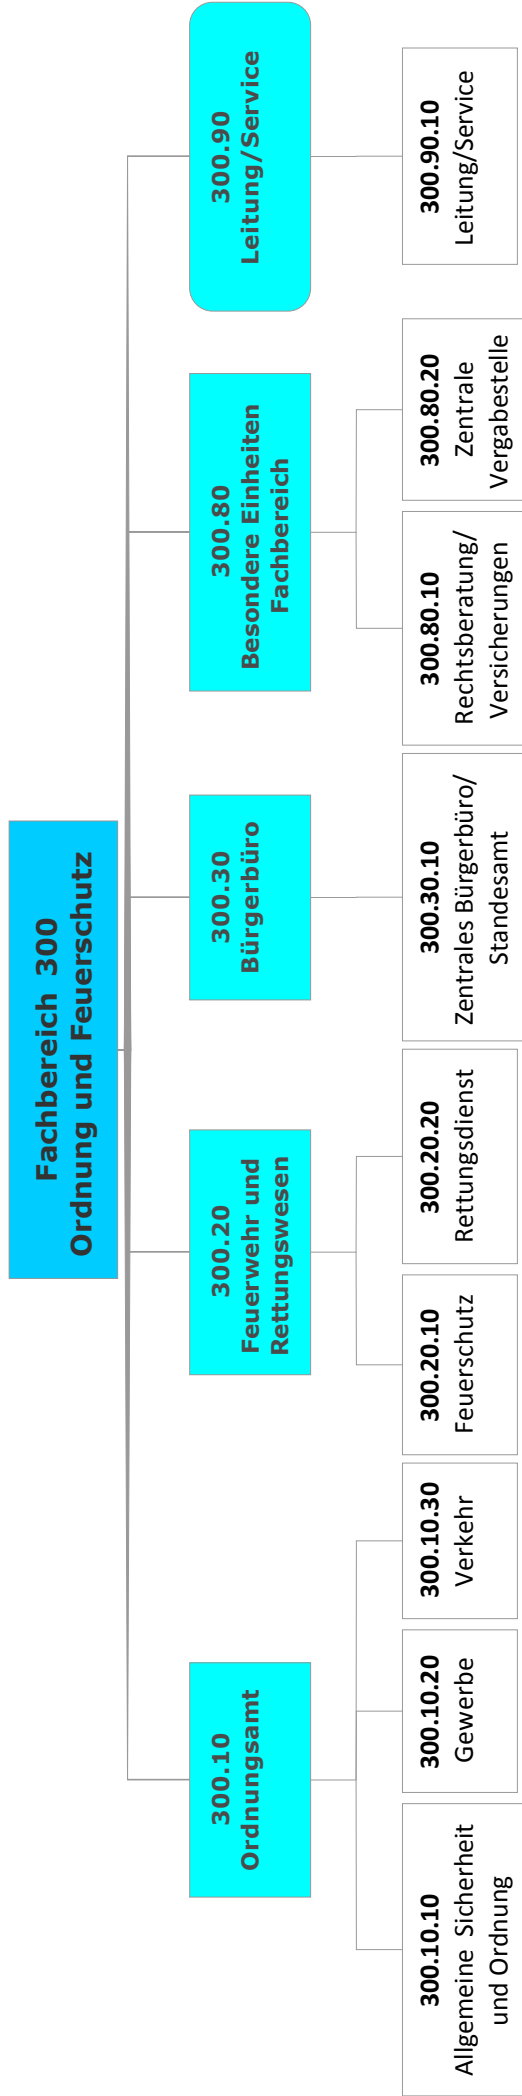 Fachbereich 300
Ordnung und Feuerschutz
300.10
Ordnungsamt
300.20
Feuerwehr und
Rettungswesen
300.30
Bürgerbüro
300.80
Besondere Einheiten
Fachbereich
300.90
Leitung/Service
300.10.10
Allgemeine Sicherheit
und Ordnung
300.10.20
Gewerbe
300.10.30
Verkehr
300.20.10
Feuerschutz
300.20.20
Rettungsdienst
300.30.10
Zentrales Bürgerbüro/
Standesamt
300.80.10
Rechtsberatung/
Versicherungen
300.80.20
Zentrale
Vergabestelle
300.90.10
Leitung/Service